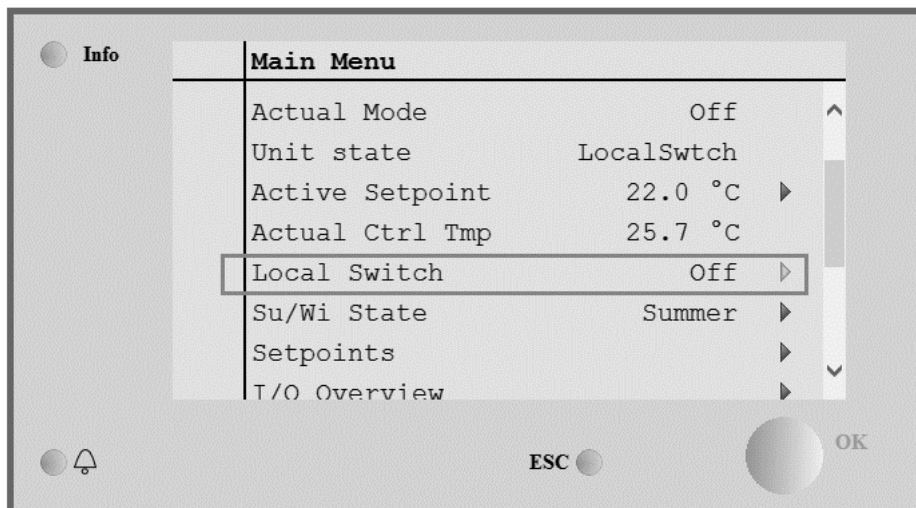 Info
Main Menu
Actual Mode Off
Unit state LocalSwtch
Active Setpoint 22.0 °C
Actual Ctrl Tmp 25.7 °C
Local Switch Off
Su/Wi State Summer
Setpoints
I/O Overview
ESC
OK